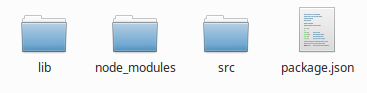 lib
node_modules
src
package.json